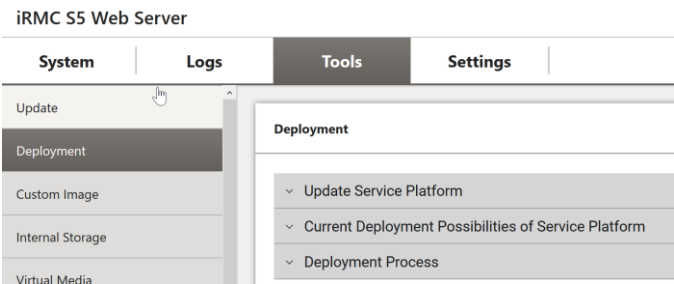 iRMC S5 Web Server
System Logs Tools Settings
Update
Deployment
Custom Image
Internal Storage
Virtual Media
Deployment
Update Service Platform
Current Deployment Possibilities of Service Platform
Deployment Process